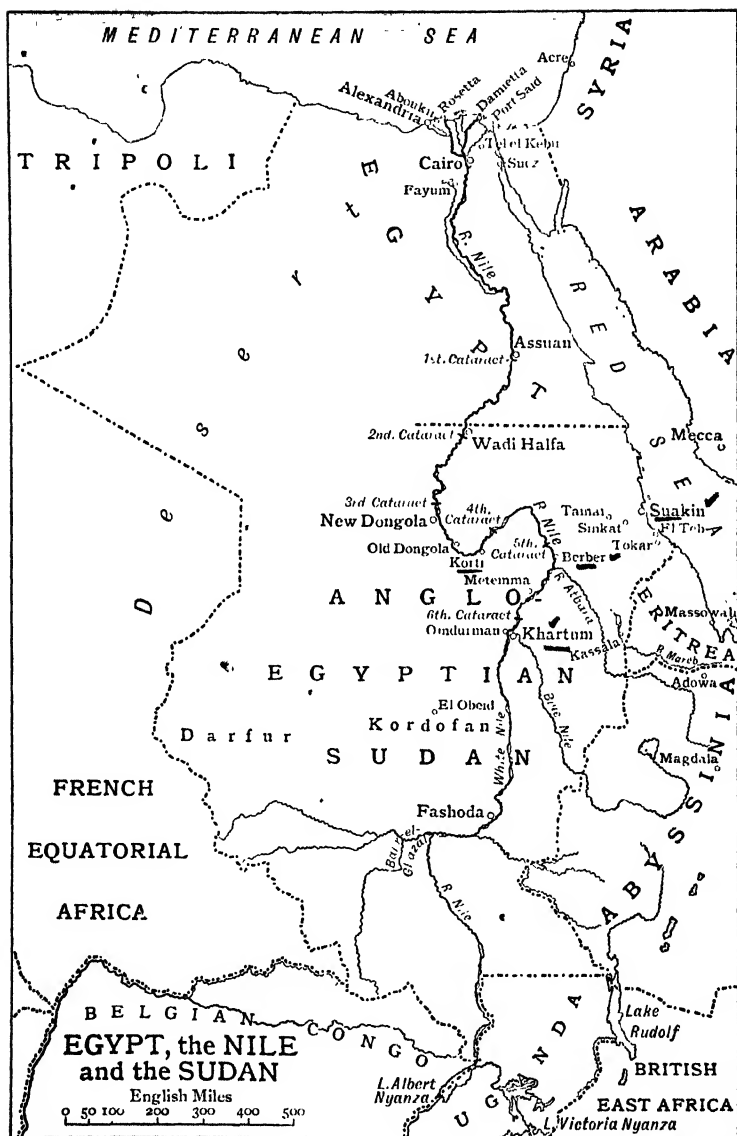 MEDITERRANEAN SEA
Acre
SYRIA
Rosetta
Damietta
Port Said
Aboukir
Alexandria
Tel el Kebir
TRIPOLI
Cairo
Suez
Fayum
EGYPT
R. Nile
ARABIA
RED SEA
Desert
Assuan
1st. Cataract
2nd. Cataract
Wadi Halfa
Mecca
3rd Cataract
4th. Cataract
R Nile
Tamai
Suakin
New Dongola
Sinkat
El Teb
Old Dongola
5th. Cataract
Tokar
Korti
Berber
Metemma
R Atbara
ANGLO-
EGYPTIAN
SUDAN
6th. Cataract
Omdurman
Khartum
Kassala
ERITREA
Massowah
R Mareb
Adowa
El Obeid
Kordofan
Darfur
White Nile
Blue Nile
Magdala
ABYSSINIA
FRENCH
EQUATORIAL
AFRICA
Fashoda
R. Nile
BELGIAN CONGO
EGYPT, the NILE
and the SUDAN
English Miles
0 50 100 200 300 400 500
UGANDA
Lake
Rudolf
L. Albert
Nyanza
BRITISH
EAST AFRICA
L. Victoria Nyanza